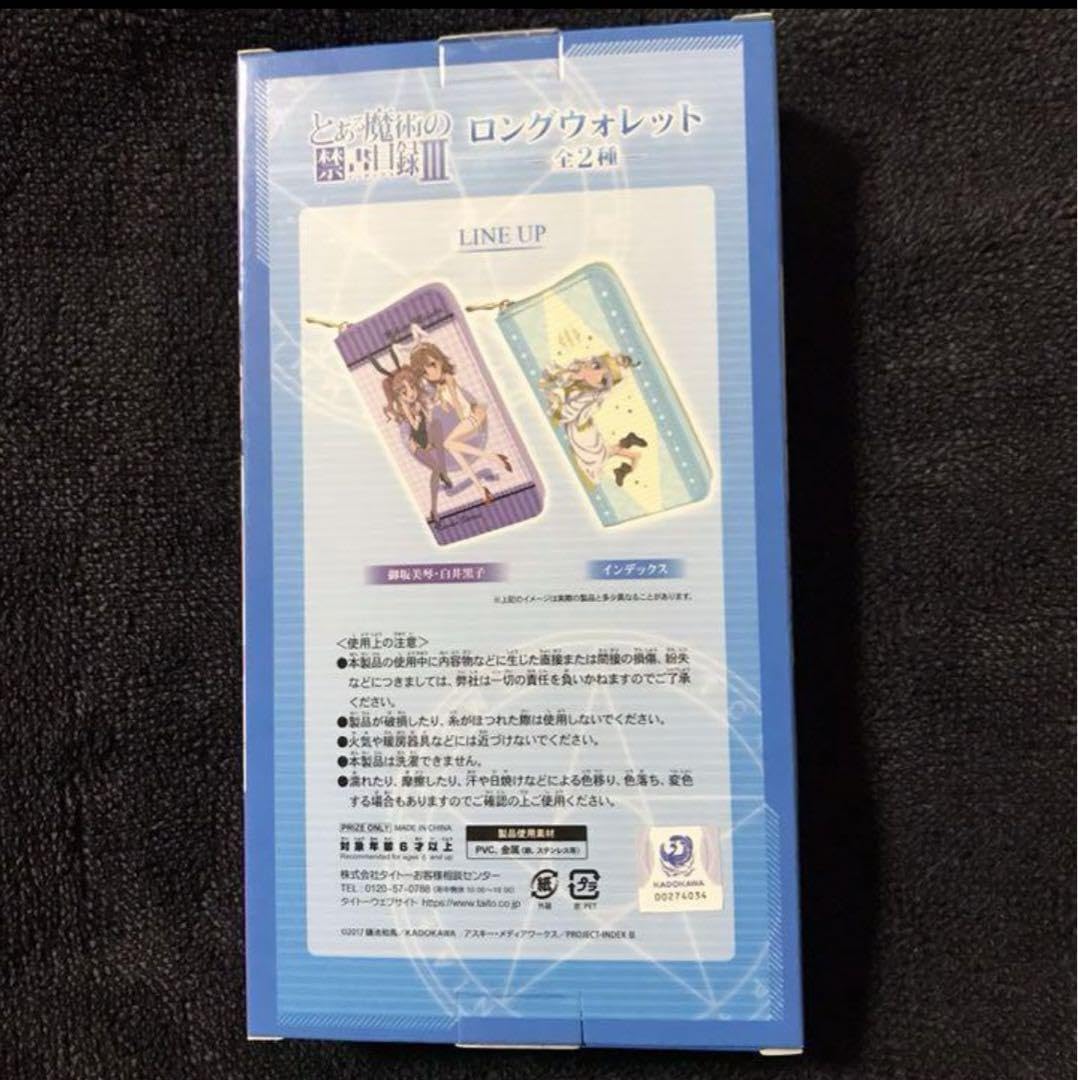 とある魔術の
禁書目録III
ロングウォレット
全2種
LINE UP
御坂美琴・白井黒子
インデックス
※上記のイメージは実際の製品と多少異なることがあります。
<使用上の注意>
●本製品の使用中に内容物などに生じた直接または間接の損傷、紛失
などにつきましては、弊社は一切の責任を負いかねますのでご了承
ください。
●製品が破損したり、糸がほつれた際は使用しないでください。
●火気や暖房器具などには近づけないでください。
●本製品は洗濯できません。
●濡れたり、摩擦したり、汗や日焼けなどによる色移り、色落ち、変色
する場合もありますのでご確認の上ご使用ください。
PRIZE ONLY MADE IN CHINA
対象年齢6才以上
Recommended for ages 6 and up
製品使用素材
PVC、金属(鉄、ステンレス等)
株式会社タイトーお客様相談センター
TEL:0120-57-0788
タイトーウェブサイト https://www.taito.co.jp
紙
外箱
プラ
窓:PET
KADOKAWA
00274034
©2017 鎌池和馬/KADOKAWA アスキー・メディアワークス/PROJECT-INDEX III